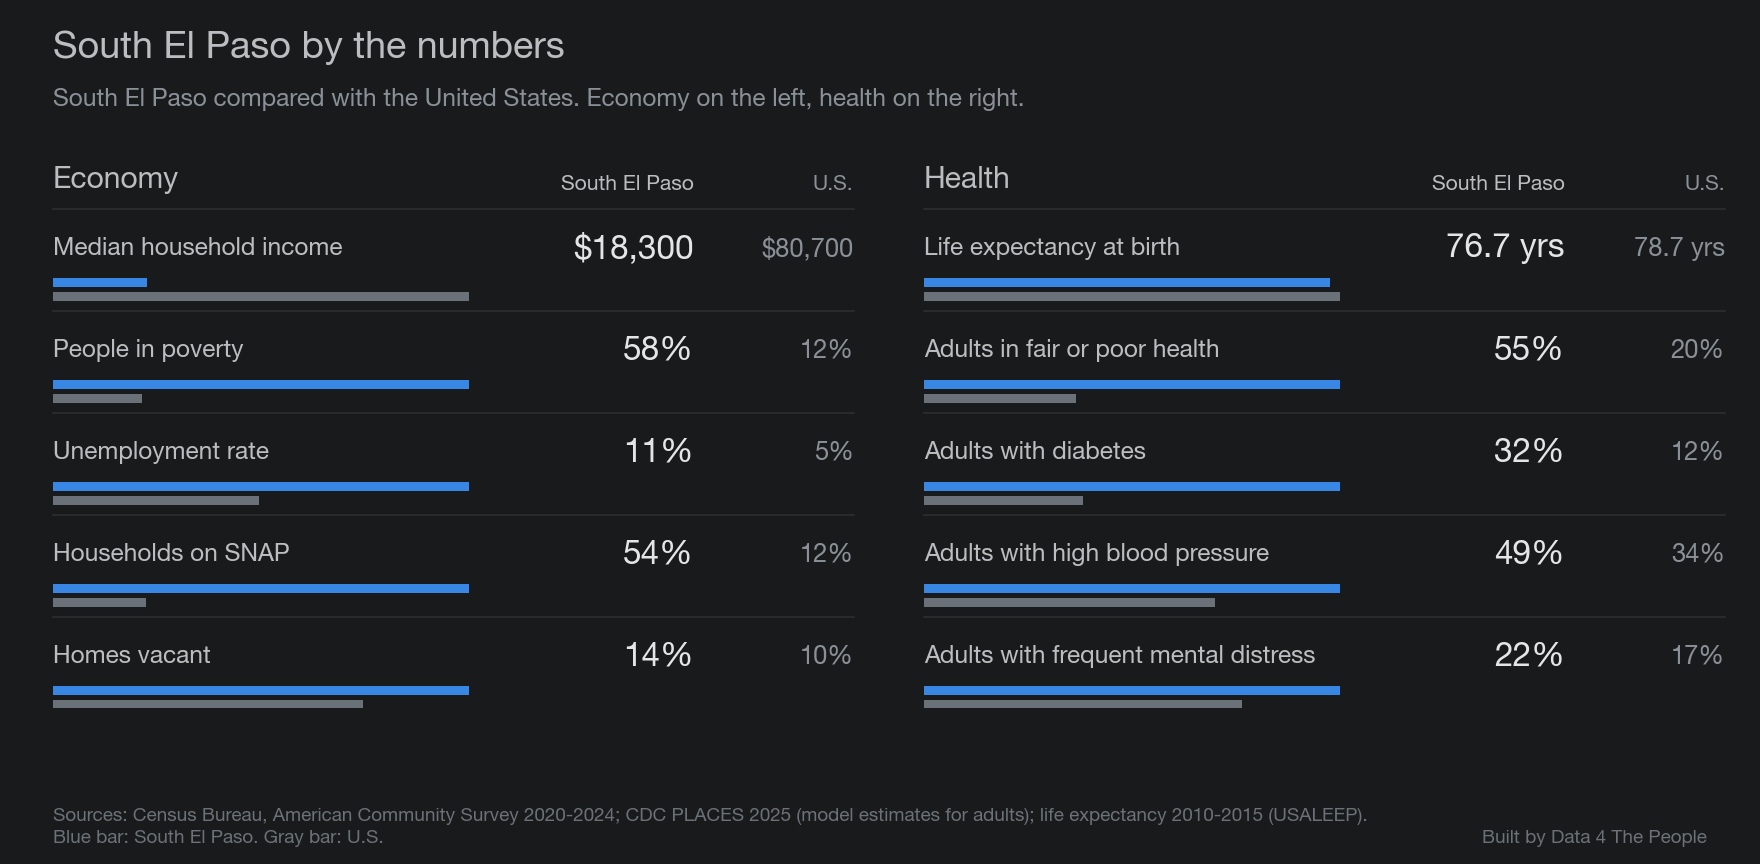 South El Paso by the numbers
South El Paso compared with the United States. Economy on the left, health on the right.
Economy South El Paso U.S.
Median household income $18,300 $80,700
People in poverty 58% 12%
Unemployment rate 11% 5%
Households on SNAP 54% 12%
Homes vacant 14% 10%
Health South El Paso U.S.
Life expectancy at birth 76.7 yrs 78.7 yrs
Adults in fair or poor health 55% 20%
Adults with diabetes 32% 12%
Adults with high blood pressure 49% 34%
Adults with frequent mental distress 22% 17%
Sources: Census Bureau, American Community Survey 2020-2024; CDC PLACES 2025 (model estimates for adults); life expectancy 2010-2015 (USALEEP).
Blue bar: South El Paso. Gray bar: U.S.
Built by Data 4 The People